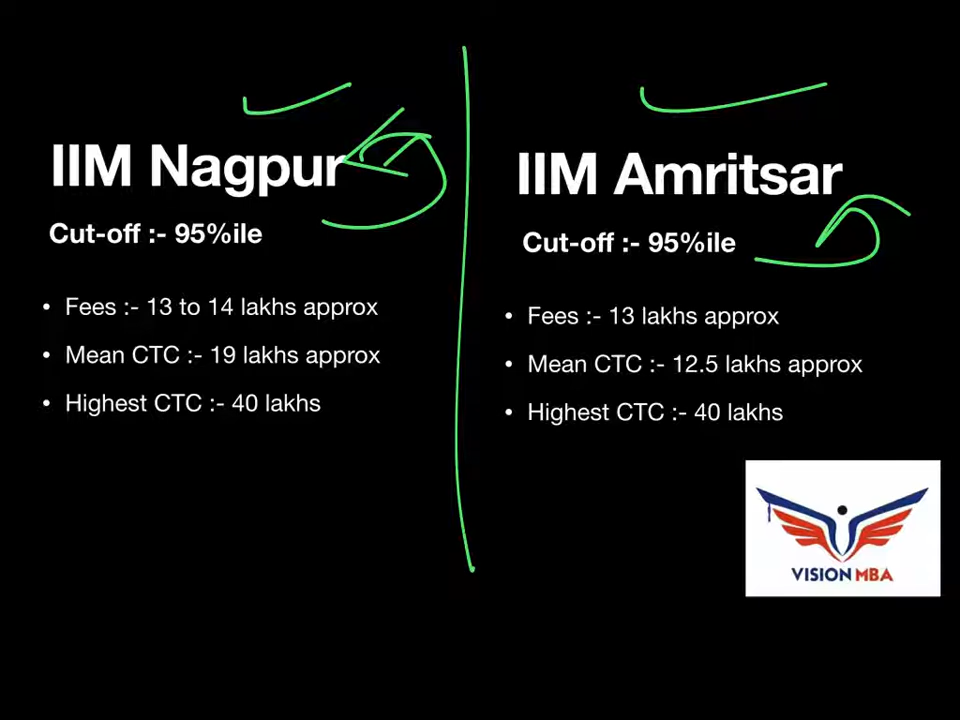 IIM Nagpur
Cut-off :- 95%ile
• Fees :- 13 to 14 lakhs approx
• Mean CTC :- 19 lakhs approx
• Highest CTC :- 40 lakhs
IIM Amritsar
Cut-off :- 95%ile
• Fees :- 13 lakhs approx
• Mean CTC :- 12.5 lakhs approx
• Highest CTC :- 40 lakhs
VISION MBA